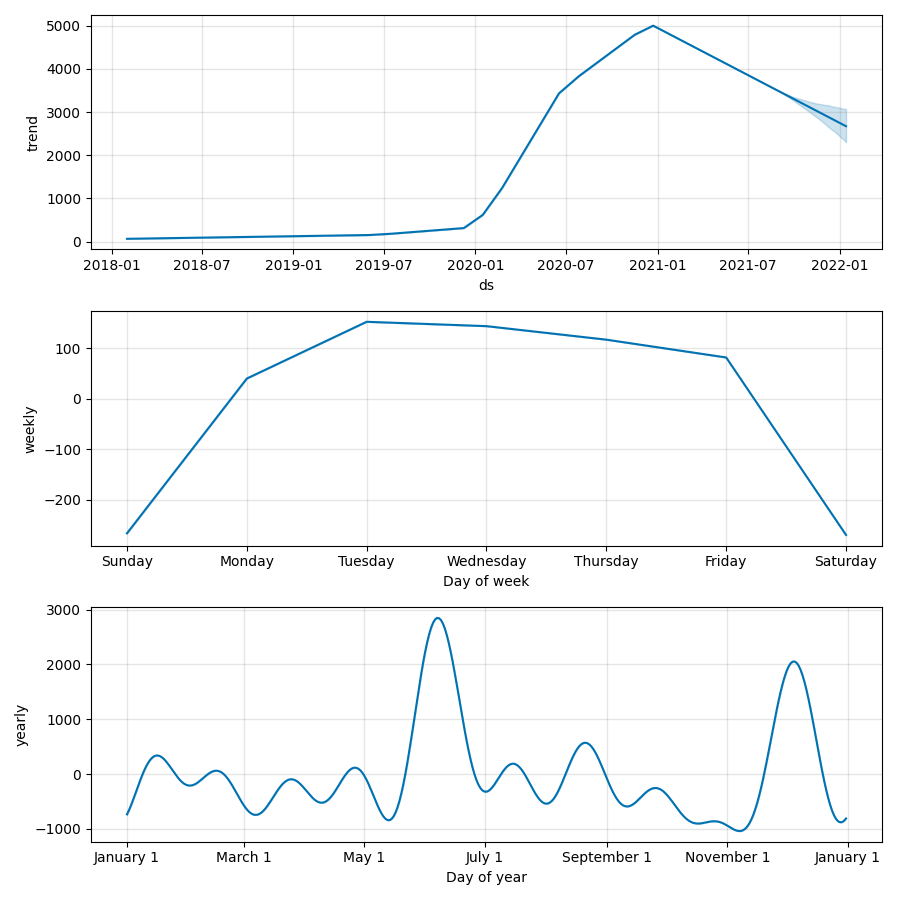 5000
4000
3000
2000
1000
0
trend
2018-01 2018-07 2019-01 2019-07 2020-01 2020-07 2021-01 2021-07 2022-01
ds
100
0
−100
−200
weekly
Sunday Monday Tuesday Wednesday Thursday Friday Saturday
Day of week
3000
2000
1000
0
−1000
yearly
January 1 March 1 May 1 July 1 September 1 November 1 January 1
Day of year